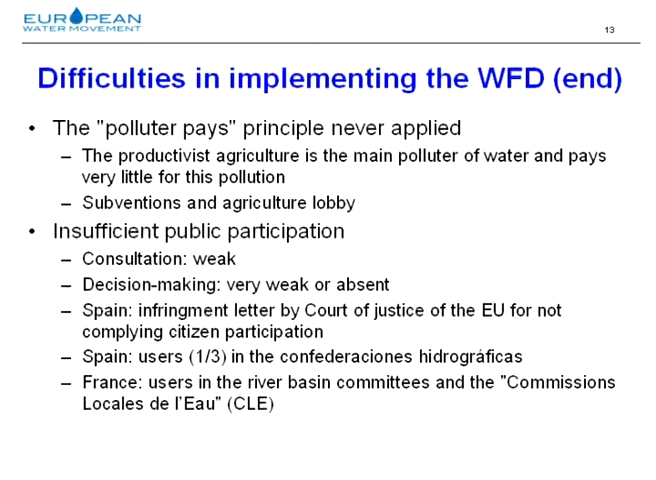 EUROPEAN
WATER MOVEMENT
13
Difficulties in implementing the WFD (end)
• The "polluter pays" principle never applied
– The productivist agriculture is the main polluter of water and pays
very little for this pollution
– Subventions and agriculture lobby
• Insufficient public participation
– Consultation: weak
– Decision-making: very weak or absent
– Spain: infringment letter by Court of justice of the EU for not
complying citizen participation
– Spain: users (1/3) in the confederaciones hidrográficas
– France: users in the river basin committees and the "Commissions
Locales de l'Eau" (CLE)